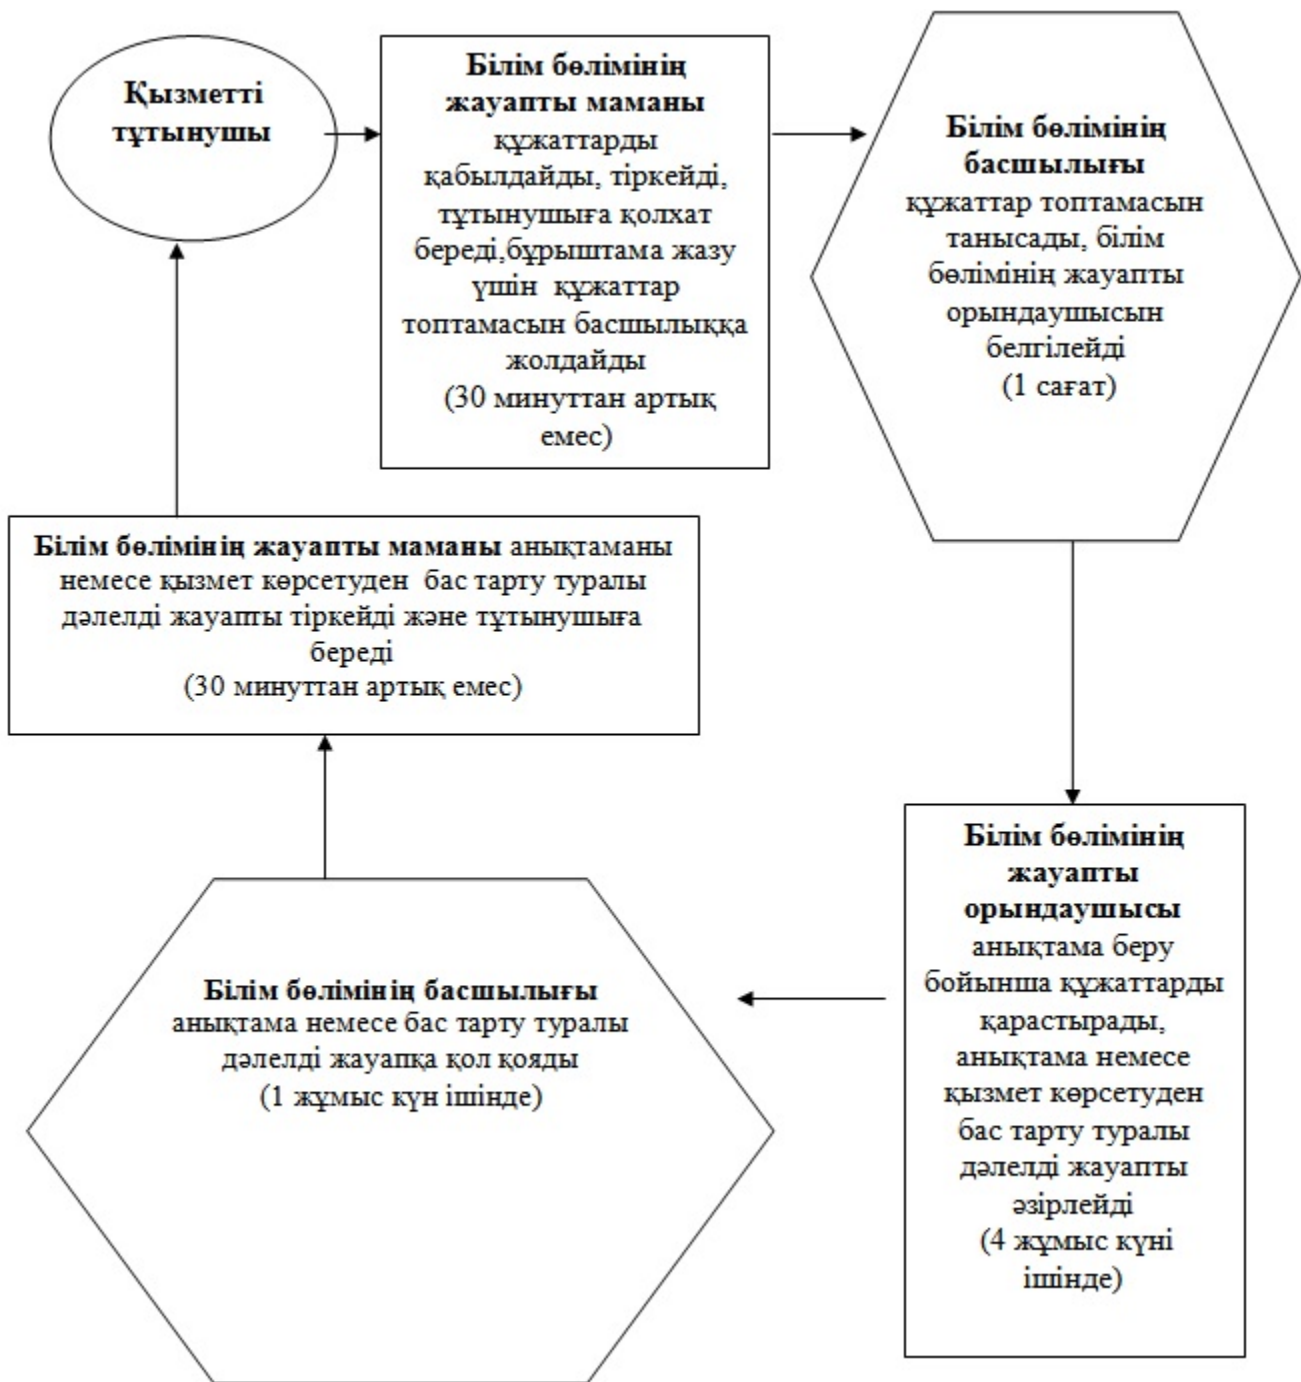 Қызметті
тұтынушы
Білім бөлімінің
жауапты маманы
құжаттарды
қабылдайды, тіркейді,
тұтынушыға қолхат
береді,бұрыштама жазу
үшін құжаттар
топтамасын басшылыққа
жолдайды
(30 минуттан артық
емес)
Білім бөлімінің
басшылығы
құжаттар топтамасын
танысады, білім
бөлімінің жауапты
орындаушысын
белгілейді
(1 сағат)
Білім бөлімінің
жауапты
орындаушысы
анықтама беру
бойынша құжаттарды
қарастырады,
анықтама немесе
қызмет көрсетуден
бас тарту туралы
дәлелді жауапты
әзірлейді
(4 жұмыс күні
ішінде)
Білім бөлімінің басшылығы
анықтама немесе бас тарту туралы
дәлелді жауапқа қол қояды
(1 жұмыс күн ішінде)
Білім бөлімінің жауапты маманы анықтаманы
немесе қызмет көрсетуден бас тарту туралы
дәлелді жауапты тіркейді және тұтынушыға
береді
(30 минуттан артық емес)